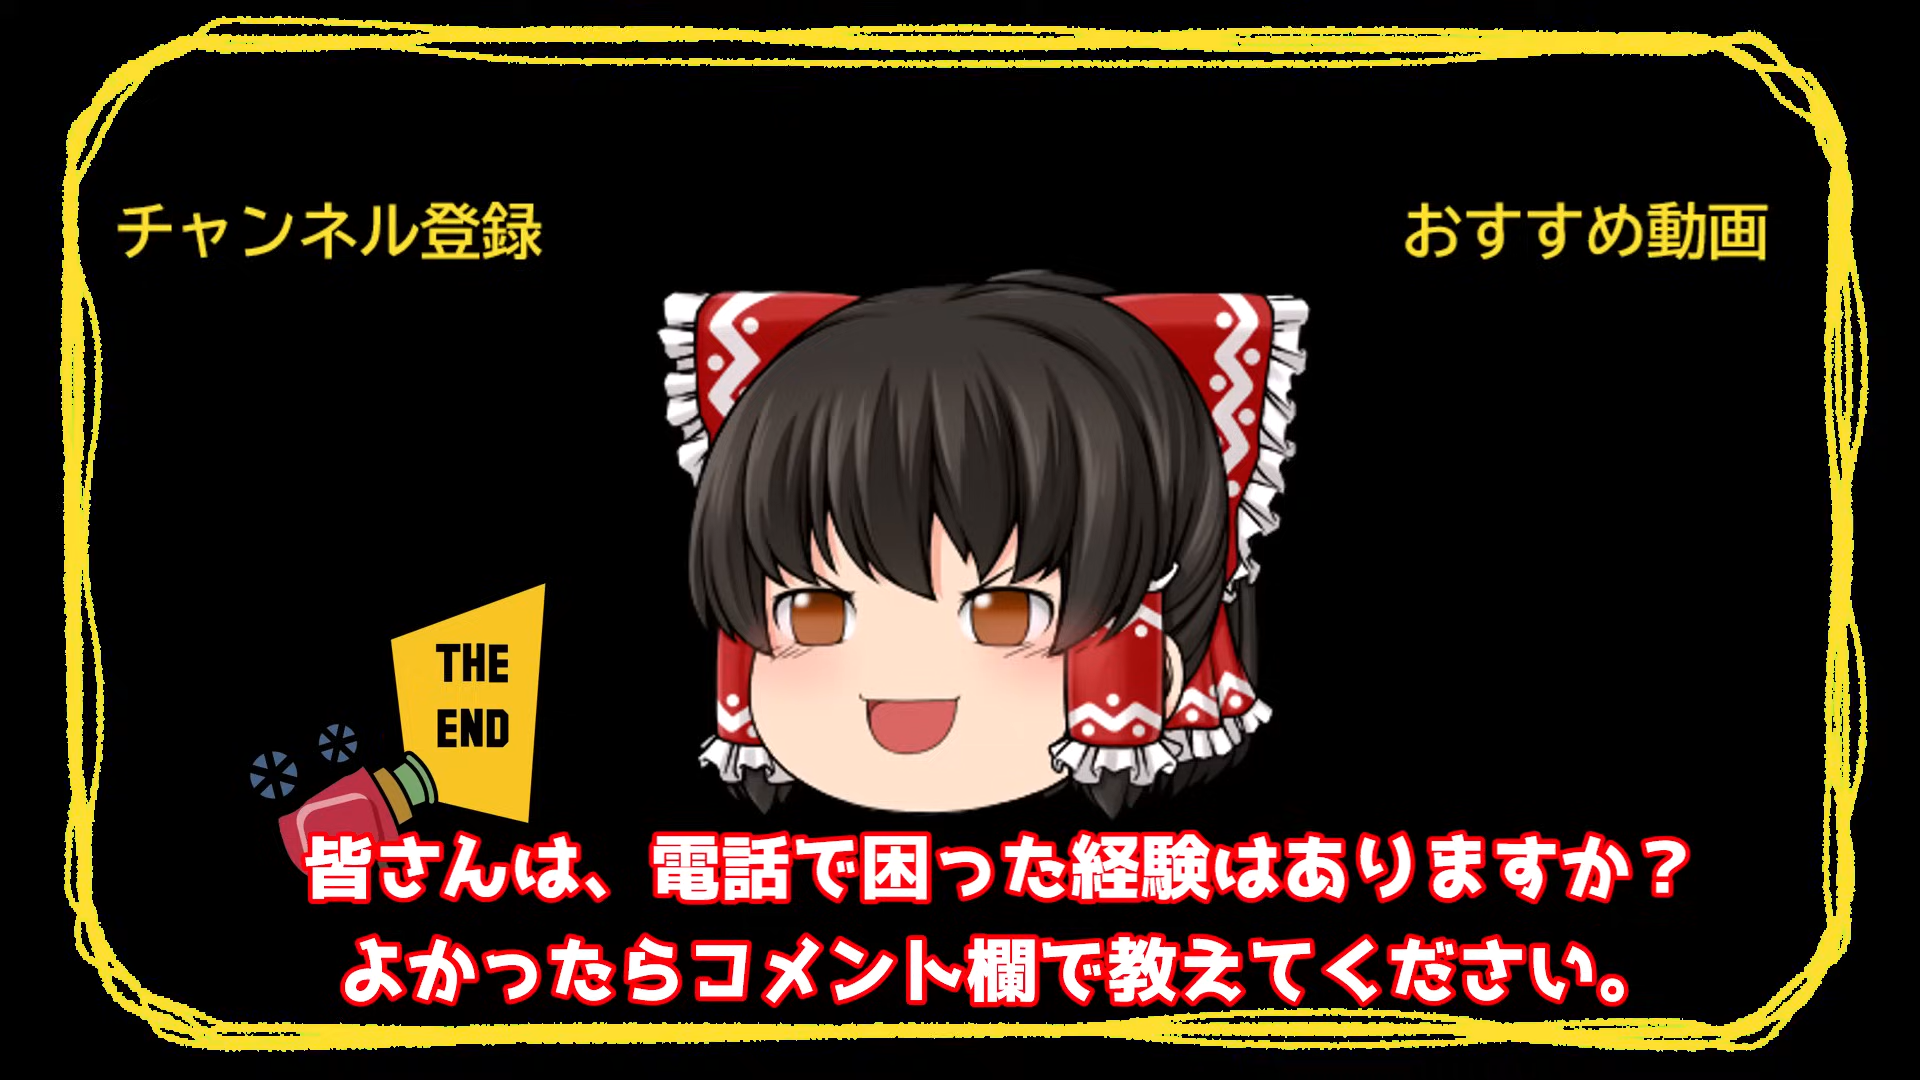 チャンネル登録
おすすめ動画
THE
END
皆さんは、電話で困った経験はありますか？
よかったらコメント欄で教えてください。